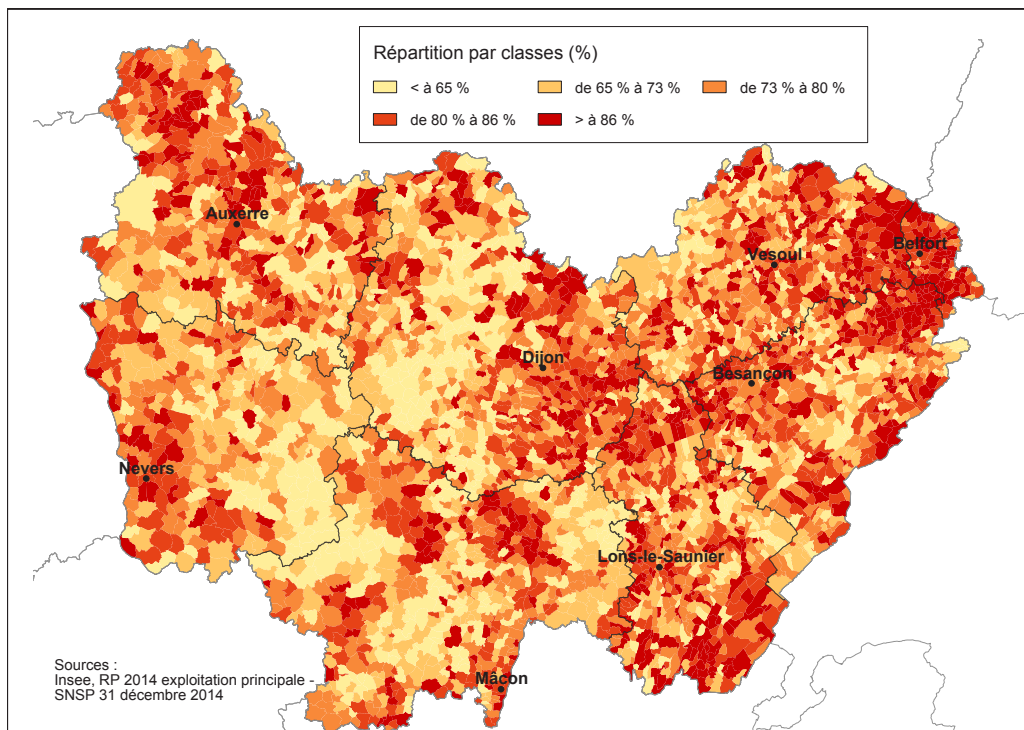 Répartition par classes (%)
< à 65 %
de 65 % à 73 %
de 73 % à 80 %
de 80 % à 86 %
> à 86 %
Auxerre
Belfort
Vesoul
Dijon
Besançon
Nevers
Lons-le-Saunier
Mâcon
Sources :
Insee, RP 2014 exploitation principale -
SNSP 31 décembre 2014